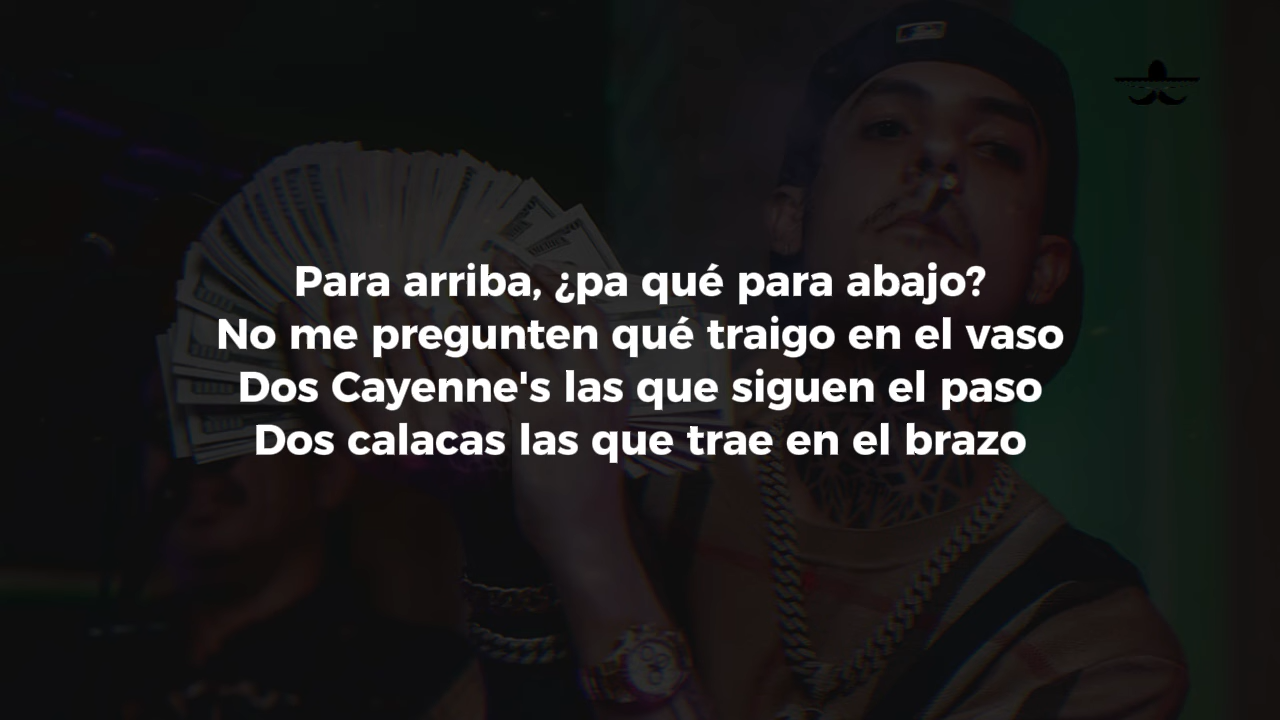 Para arriba, ¿pa qué para abajo?
No me pregunten qué traigo en el vaso
Dos Cayenne's las que siguen el paso
Dos calacas las que trae en el brazo